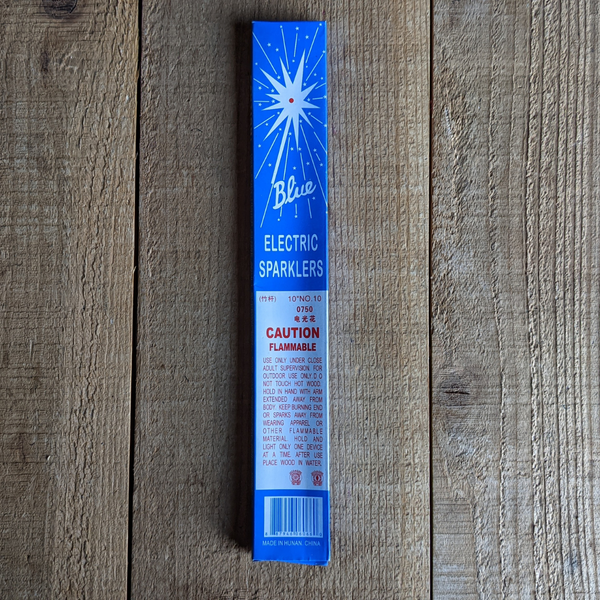 Blue
ELECTRIC
SPARKLERS
(竹杆) 10"NO.10
0750
电光花
CAUTION
FLAMMABLE
USE ONLY UNDER CLOSE
ADULT SUPERVISION FOR
OUTDOOR USE ONLY D O
NOT TOUCH HOT WOOD.
HOLD IN HAND WITH ARM
EXTENDED AWAY FROM
BODY. KEEP BURNING END
OR SPARKS AWAY FROM
WEARING APPAREL OR
OTHER FLAMMABLE
MATERIAL HOLD AND
LIGHT ONLY ONE DEVICE
AT A TIME. AFTER USE
PLACE WOOD IN WATER.
MADE IN HUNAN CHINA